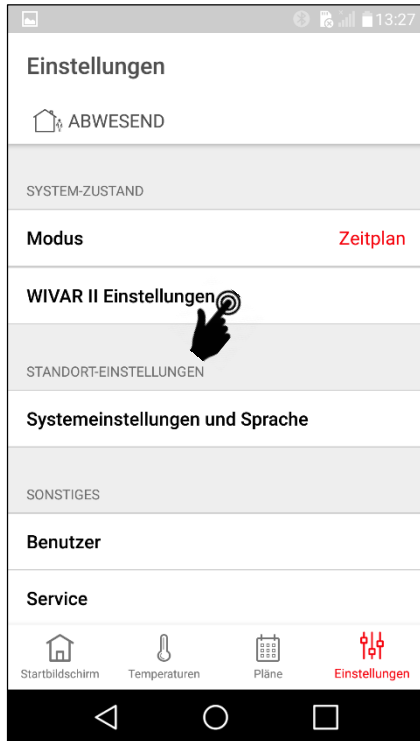 13:27
Einstellungen
ABWESEND
SYSTEM-ZUSTAND
Modus Zeitplan
WIVAR II Einstellungen
STANDORT-EINSTELLUNGEN
Systemeinstellungen und Sprache
SONSTIGES
Benutzer
Service
Startbildschirm Temperaturen Pläne Einstellungen